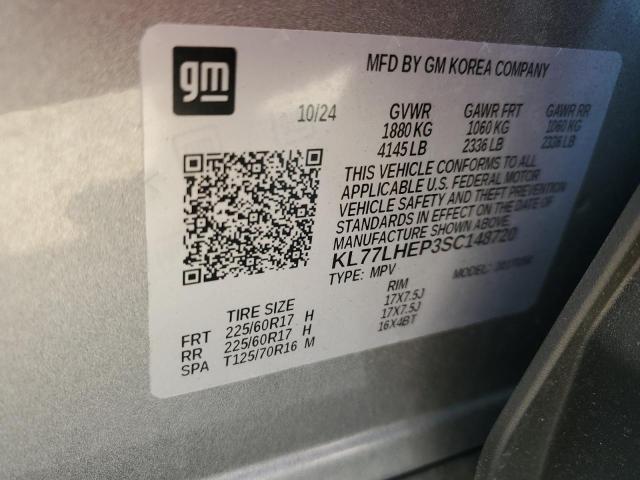 gm
MFD BY GM KOREA COMPANY
10/24 GVWR GAWR FRT GAWR RR
1880 KG 1060 KG 1060 KG
4145 LB 2336 LB 2336 LB
THIS VEHICLE CONFORMS TO ALL
APPLICABLE U.S. FEDERAL MOTOR
VEHICLE SAFETY AND THEFT PREVENTION
STANDARDS IN EFFECT ON THE DATE OF
MANUFACTURE SHOWN ABOVE.
KL77LHEP3SC148720
TYPE: MPV MODEL:
TIRE SIZE RIM
FRT 225/60R17 H 17X7.5J
RR 225/60R17 H 17X7.5J
SPA T125/70R16 M 16X4BT